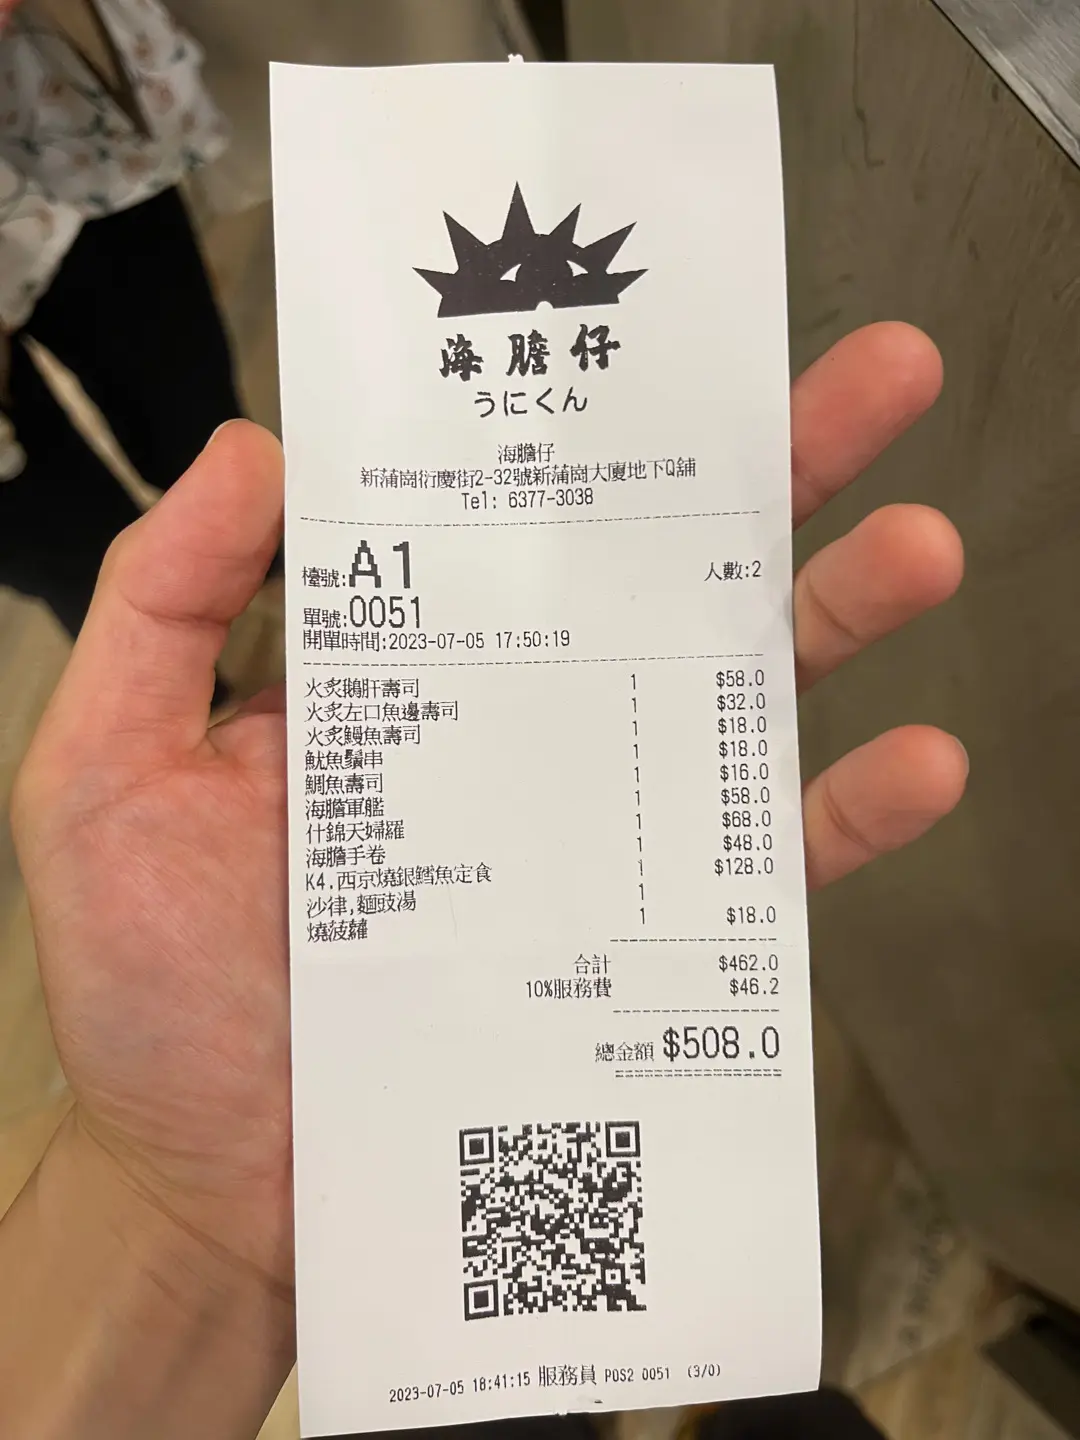 海膽仔
うにくん
海膽仔
新蒲崗衍慶街2-32號新蒲崗大廈地下Q舖
Tel: 6377-3038
檯號:A1 人數:2
單號:0051
開單時間:2023-07-05 17:50:19
火炙鵝肝壽司 1 $58.0
火炙左口魚邊壽司 1 $32.0
火炙鰻魚壽司 1 $18.0
魷魚鬚串 1 $18.0
鯛魚壽司 1 $16.0
海膽軍艦 1 $58.0
什錦天婦羅 1 $68.0
海膽手卷 1 $48.0
K4.西京燒銀鱈魚定食 1 $128.0
沙律,麵豉湯 1
燒菠蘿 1 $18.0
合計 $462.0
10%服務費 $46.2
總金額 $508.0
2023-07-05 18:41:15 服務員 POS2 0051 (3/0)